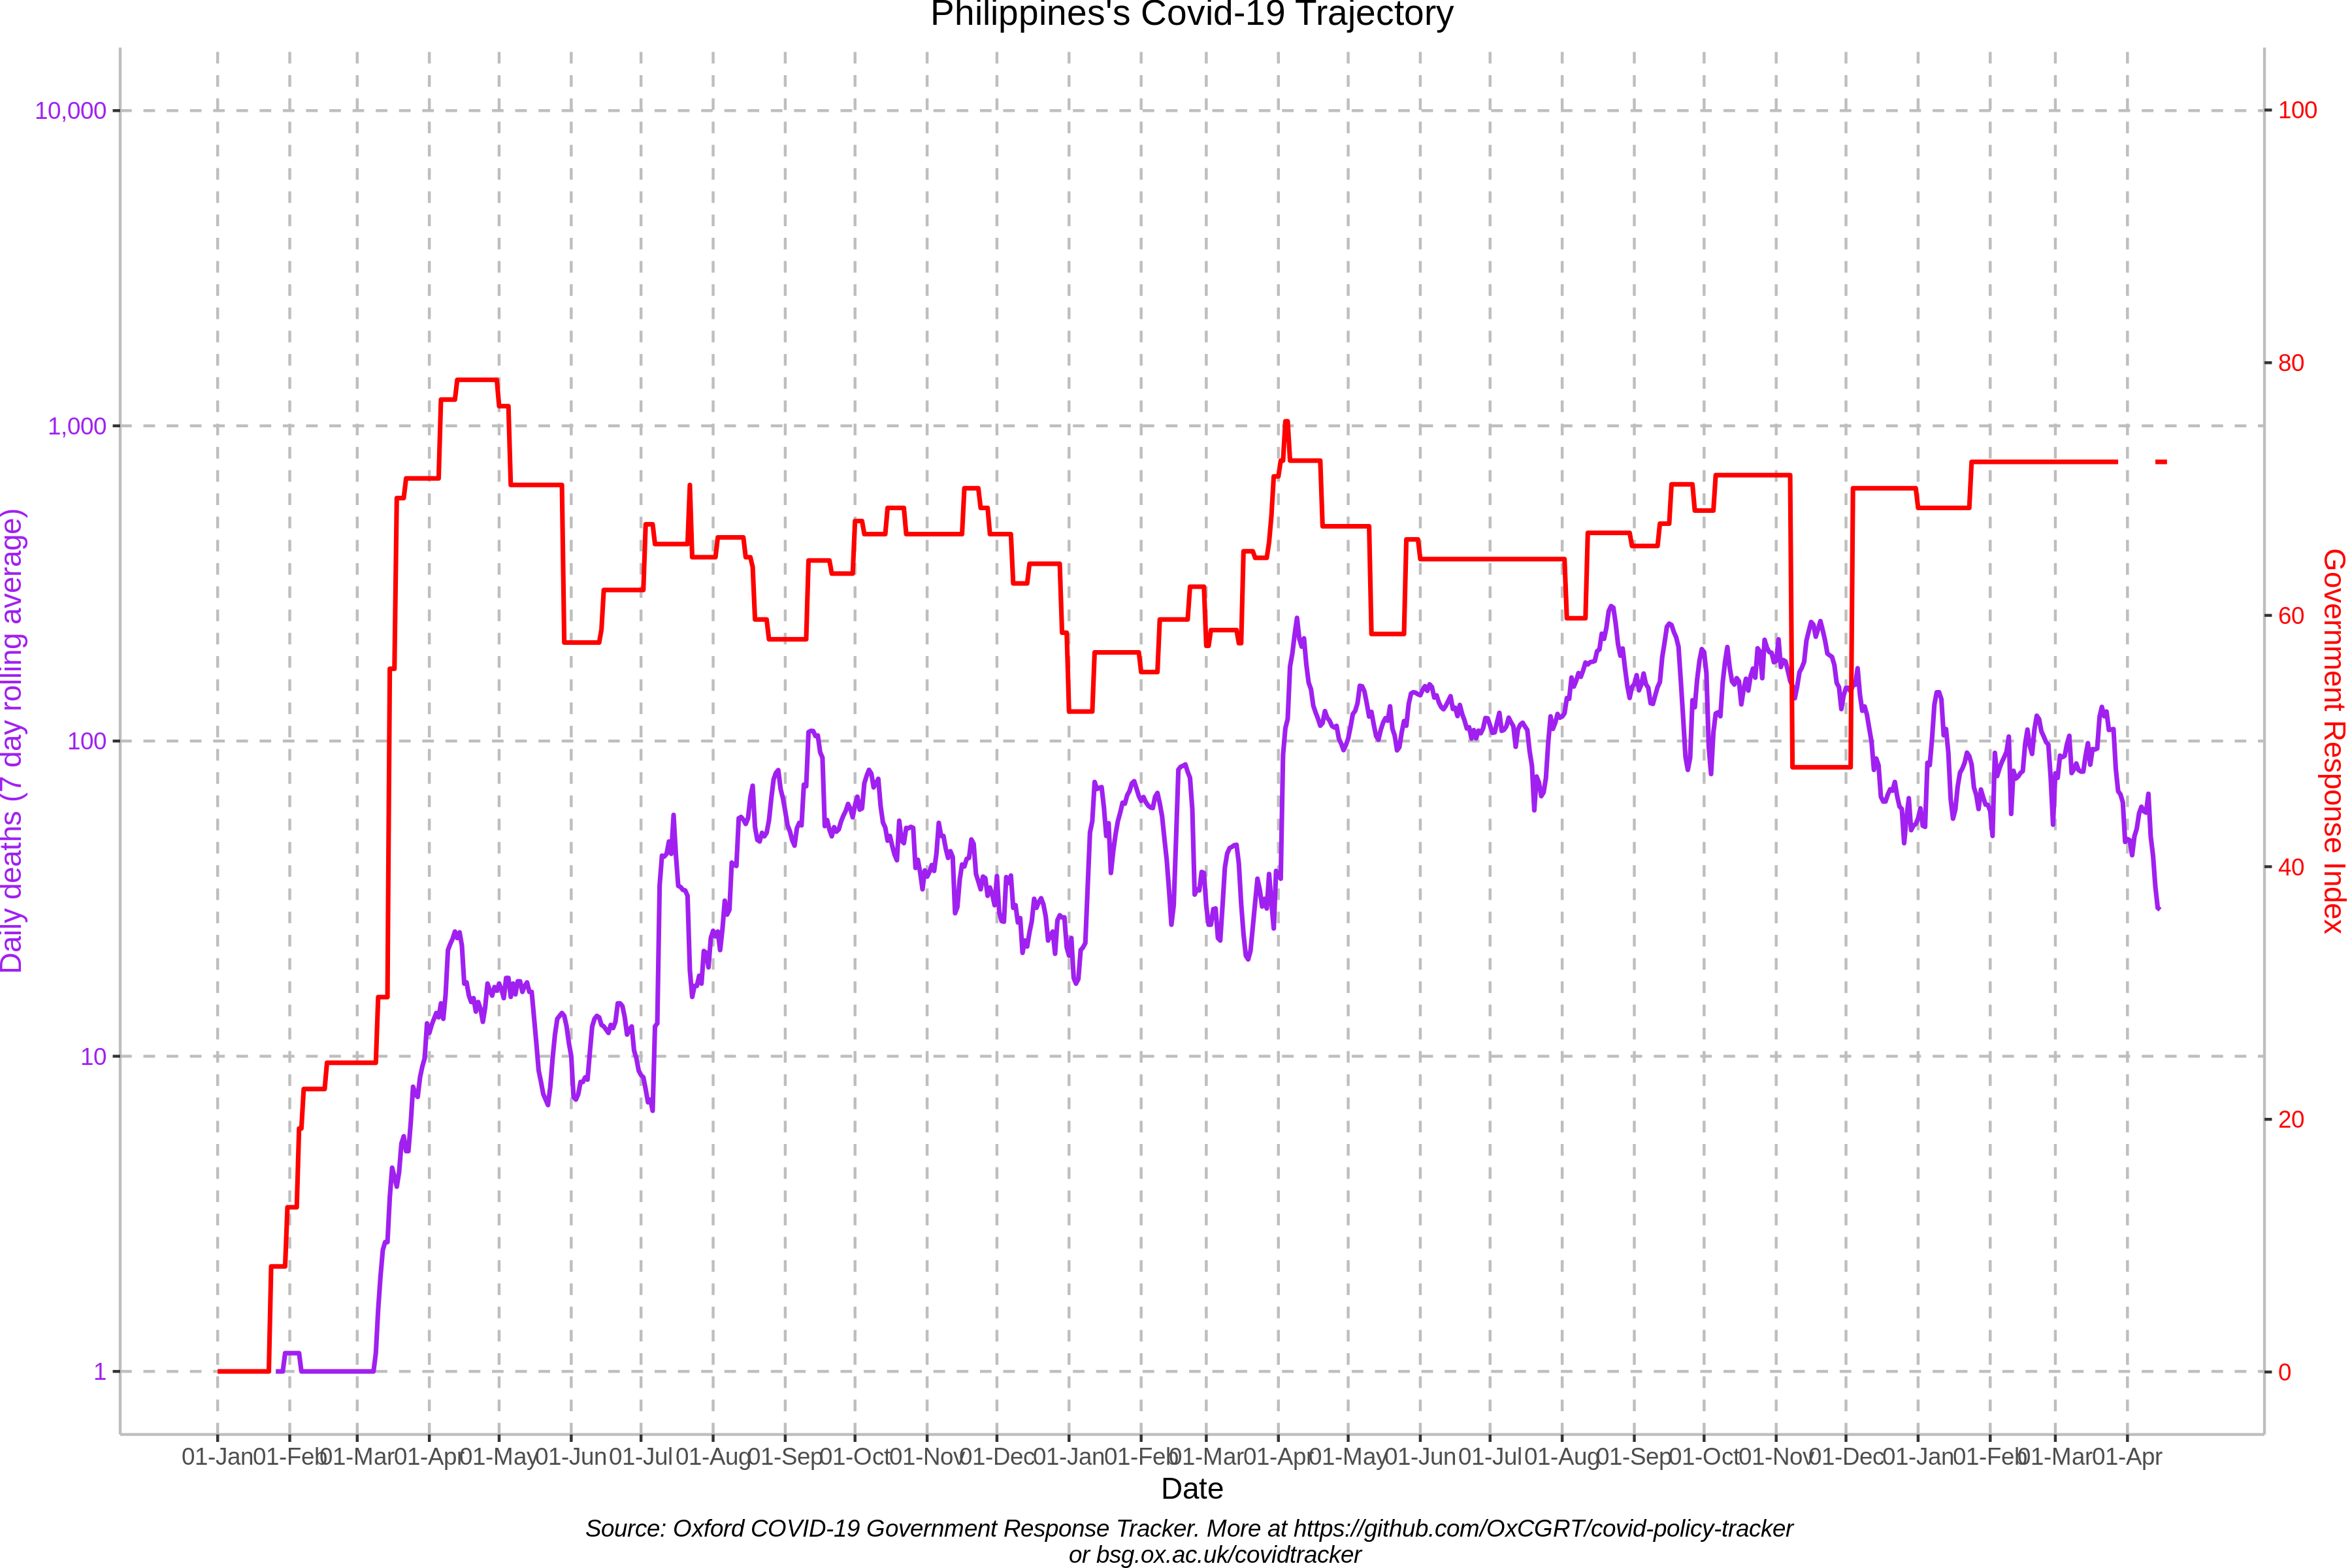 Philippines's Covid-19 Trajectory
10,000
1,000
100
10
1
Daily deaths (7 day rolling average)
100
80
60
40
20
0
Government Response Index
01-Jan 01-Feb 01-Mar 01-Apr 01-May 01-Jun 01-Jul 01-Aug 01-Sep 01-Oct 01-Nov 01-Dec 01-Jan 01-Feb 01-Mar 01-Apr 01-May 01-Jun 01-Jul 01-Aug 01-Sep 01-Oct 01-Nov 01-Dec 01-Jan 01-Feb 01-Mar 01-Apr
Date
Source: Oxford COVID-19 Government Response Tracker. More at https://github.com/OxCGRT/covid-policy-tracker
or bsg.ox.ac.uk/covidtracker